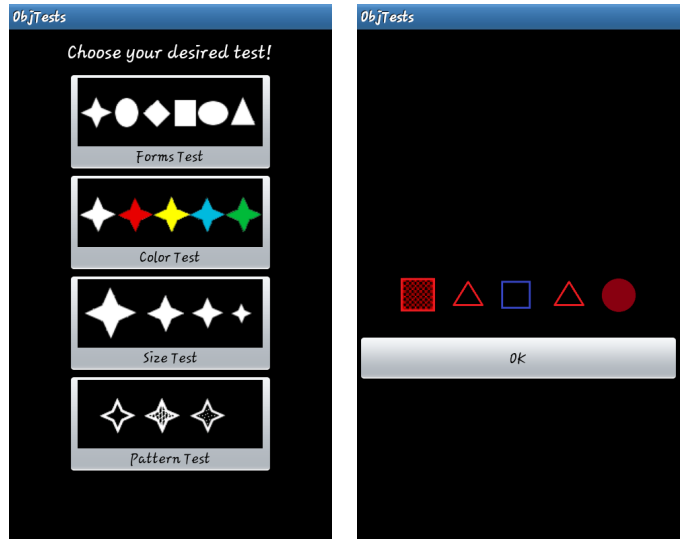 ObjTests
Choose your desired test!
Forms Test
Color Test
Size Test
Pattern Test
ObjTests
OK